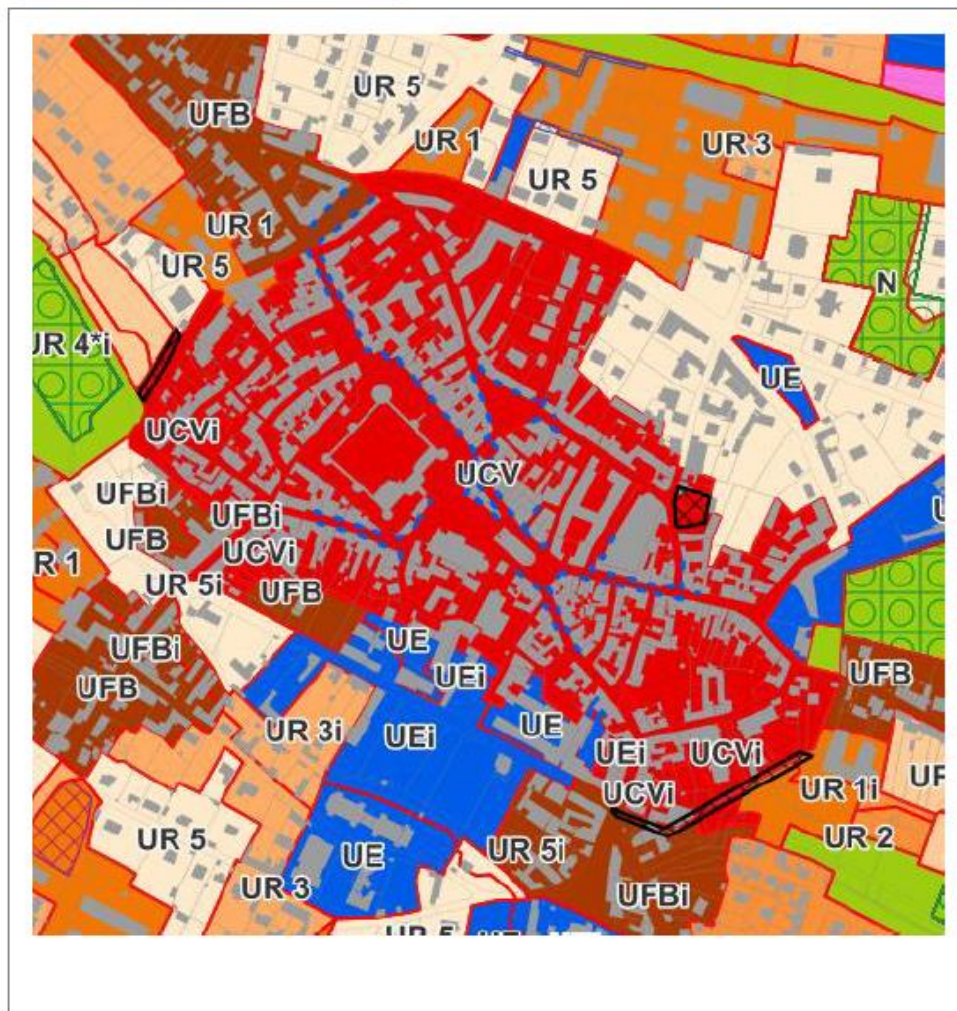 UR 5
UFB
UR 1
UR 3
UR 5
UR 1
UR 5
N
UR 4*i
UE
UCVi
UCV
UFBi
UFBi
UFB
UCVi
R 1
UR 5i
UFB
UFBi
UE
UFB
UFB
UEi
UR 3i
UEi
UE
UEi
UCVi
UCVi
UR 1i
UR 5
UE
UR 5i
UR 2
UR 3
UFBi